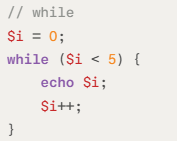 // while
$i = 0;
while ($i < 5) {
    echo $i;
    $i++;
}